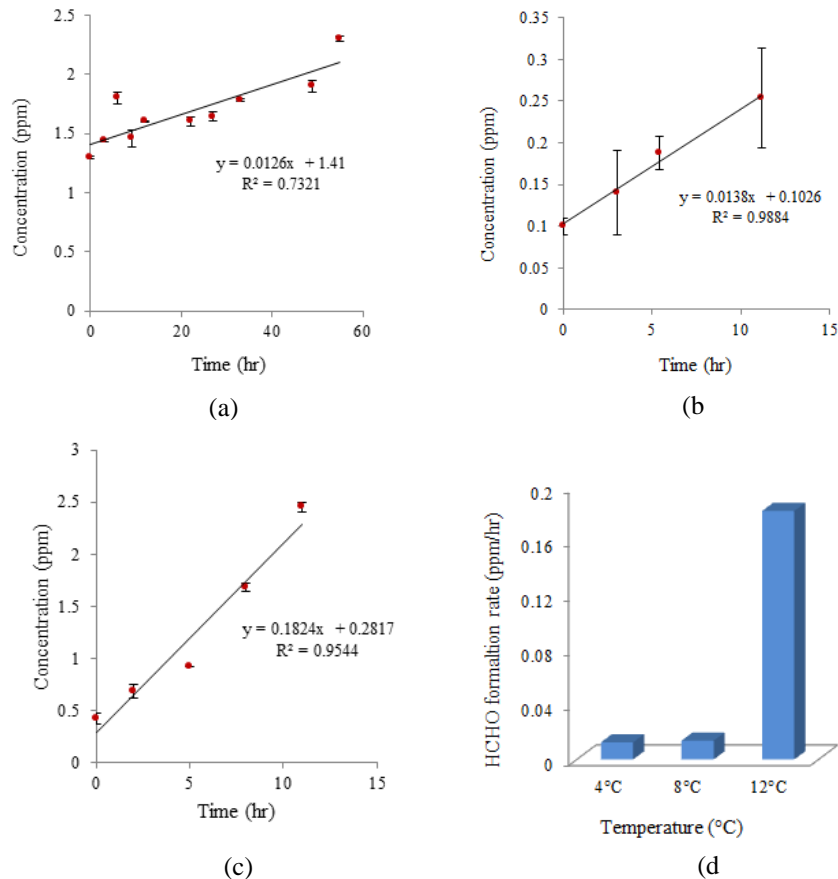 2.5
2
1.5
1
0.5
0
0
20
40
60
Concentration (ppm)
y = 0.0126x + 1.41
R² = 0.7321
Time (hr)
(a)
0.35
0.3
0.25
0.2
0.15
0.1
0.05
0
0
5
10
15
Concentration (ppm)
y = 0.0138x + 0.1026
R² = 0.9884
Time (hr)
(b
3
2.5
2
1.5
1
0.5
0
0
5
10
15
Concentration (ppm)
y = 0.1824x + 0.2817
R² = 0.9544
Time (hr)
(c)
0.2
0.16
0.12
0.08
0.04
0
HCHO formaltion rate (ppm/hr)
4°C
8°C
12°C
Temperature (°C)
(d